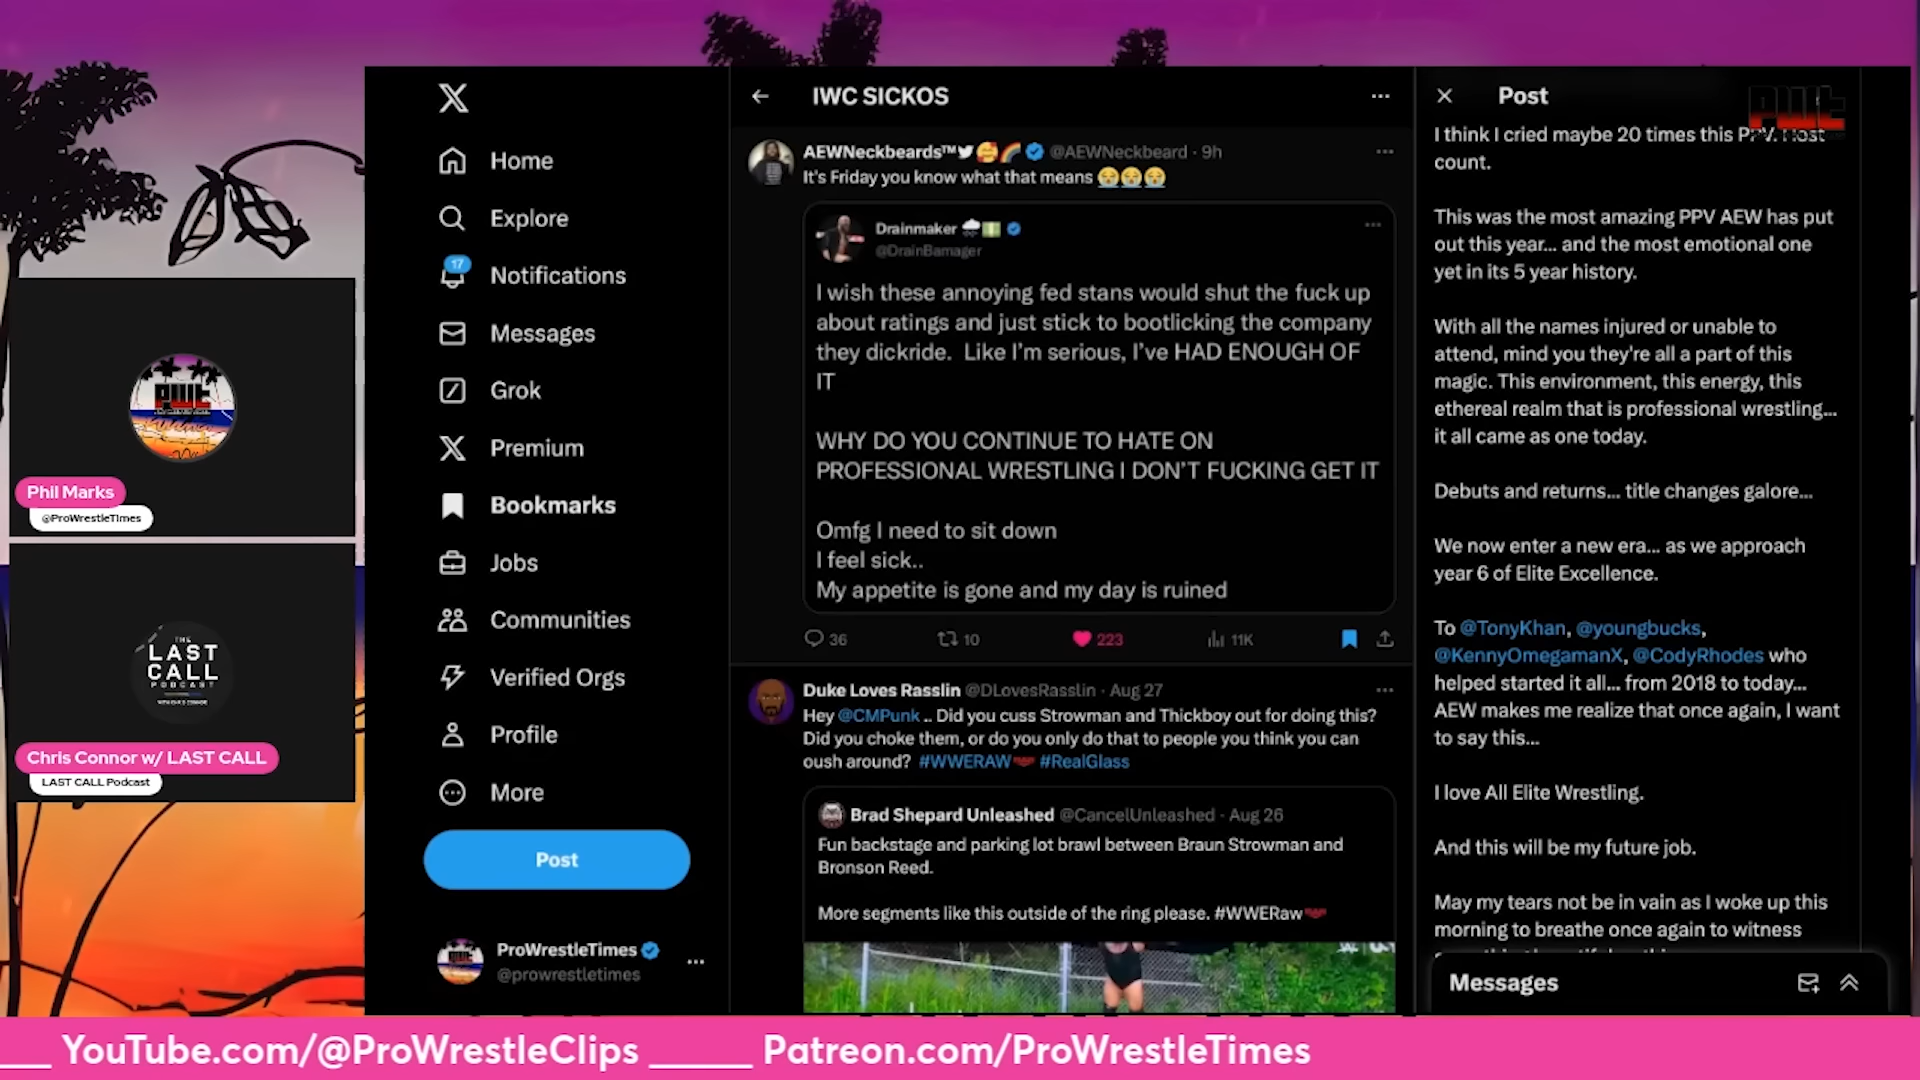 PWT
Phil Marks
@ProWrestleTimes
THE
LAST
CALL
PODCAST
Chris Connor w/ LAST CALL
LAST CALL Podcast
Home
Explore
17
Notifications
Messages
Grok
Premium
Bookmarks
Jobs
Communities
Verified Orgs
Profile
More
Post
ProWrestleTimes
@prowrestletimes
IWC SICKOS
AEWNeckbeards™ @AEWNeckbeard · 9h
It's Friday you know what that means 😭😭😭
Drainmaker
@DrainBamager
I wish these annoying fed stans would shut the fuck up
about ratings and just stick to bootlicking the company
they dickride. Like I'm serious, I've HAD ENOUGH OF
IT
WHY DO YOU CONTINUE TO HATE ON
PROFESSIONAL WRESTLING I DON'T FUCKING GET IT
Omfg I need to sit down
I feel sick..
My appetite is gone and my day is ruined
36
10
223
11K
Duke Loves Rasslin @DLovesRasslin · Aug 27
Hey @CMPunk .. Did you cuss Strowman and Thickboy out for doing this?
Did you choke them, or do you only do that to people you think you can
oush around? #WWERAW #RealGlass
Brad Shepard Unleashed @CancelUnleashed · Aug 26
Fun backstage and parking lot brawl between Braun Strowman and
Bronson Reed.
More segments like this outside of the ring please. #WWERaw
Post
PWT
I think I cried maybe 20 times this PPV. I lost
count.
This was the most amazing PPV AEW has put
out this year... and the most emotional one
yet in its 5 year history.
With all the names injured or unable to
attend, mind you they're all a part of this
magic. This environment, this energy, this
ethereal realm that is professional wrestling...
it all came as one today.
Debuts and returns... title changes galore...
We now enter a new era... as we approach
year 6 of Elite Excellence.
To @TonyKhan, @youngbucks,
@KennyOmegamanX, @CodyRhodes who
helped started it all... from 2018 to today...
AEW makes me realize that once again, I want
to say this...
I love All Elite Wrestling.
And this will be my future job.
May my tears not be in vain as I woke up this
morning to breathe once again to witness
Messages
YouTube.com/@ProWrestleClips _____ Patreon.com/ProWrestleTimes